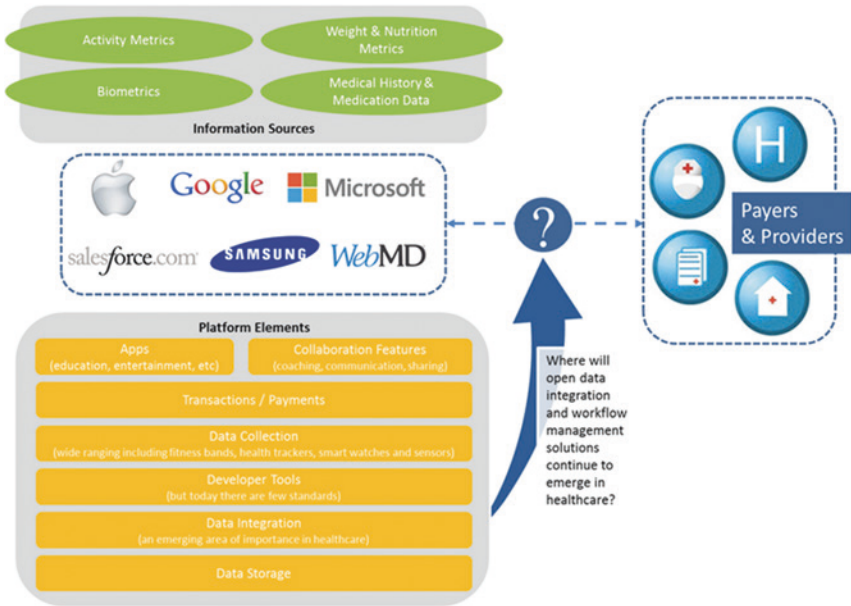 Activity Metrics
Weight & Nutrition
Metrics
Biometrics
Medical History &
Medication Data
Information Sources
Google
Microsoft
salesforce.com
SAMSUNG
WebMD
?
H
Payers
& Providers
Platform Elements
Apps
(education, entertainment, etc)
Collaboration Features
(coaching, communication, sharing)
Transactions / Payments
Data Collection
(wide ranging including fitness bands, health trackers, smart watches and sensors)
Developer Tools
(but today there are few standards)
Data Integration
(an emerging area of importance in healthcare)
Data Storage
Where will
open data
integration
and workflow
management
solutions
continue to
emerge in
healthcare?